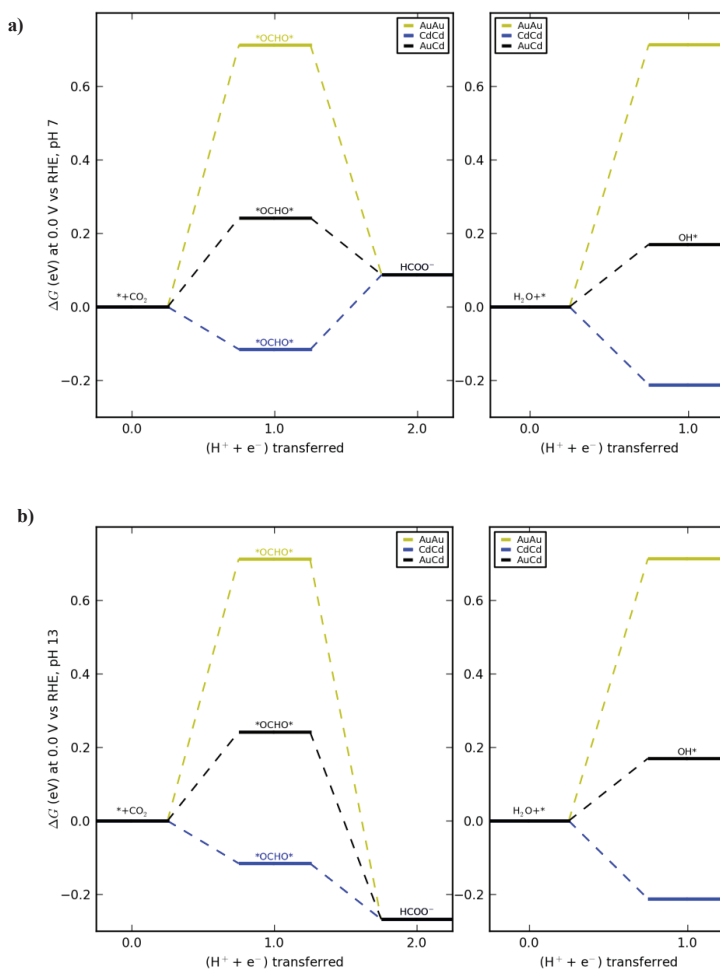 a)
AuAu
CdCd
AuCd
*OCHO*
*OCHO*
*OCHO*
*+CO₂
HCOO⁻
0.6
0.4
0.2
0.0
−0.2
ΔG (eV) at 0.0 V vs RHE, pH 7
0.0
1.0
2.0
(H⁺ + e⁻) transferred
AuAu
CdCd
AuCd
OH*
H₂O+*
0.6
0.4
0.2
0.0
−0.2
0.0
1.0
(H⁺ + e⁻) transferred
b)
AuAu
CdCd
AuCd
*OCHO*
*OCHO*
*OCHO*
*+CO₂
HCOO⁻
0.6
0.4
0.2
0.0
−0.2
ΔG (eV) at 0.0 V vs RHE, pH 13
0.0
1.0
2.0
(H⁺ + e⁻) transferred
AuAu
CdCd
AuCd
OH*
H₂O+*
0.6
0.4
0.2
0.0
−0.2
0.0
1.0
(H⁺ + e⁻) transferred